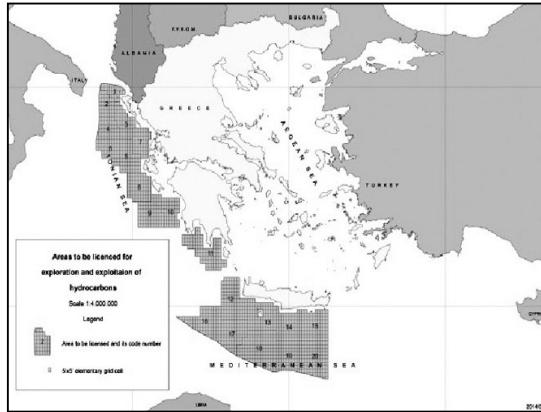 BULGARIA
FYROM
ALBANIA
ITALY
GREECE
AEGEAN SEA
TURKEY
IONIAN SEA
1
2
3
4
5
6
7
8
9
10
11
12
13
14
15
16
17
18
19
20
Areas to be licenced for
exploration and exploitaion of
hydrocarbons
Scale 1:4.000.000
Legend
Area to be licensed and its code number
5'x5' elementary grid cell
MEDITERRANEAN SEA
LIBYA